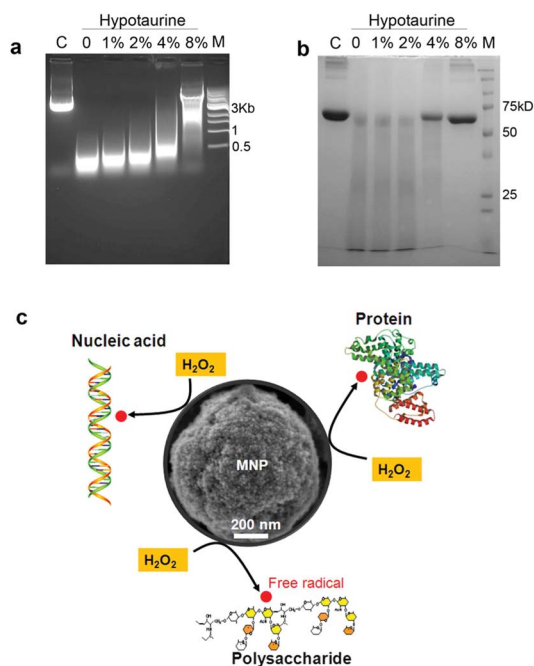 a
Hypotaurine
C 0 1% 2% 4% 8% M
3Kb
1
0.5
b
Hypotaurine
C 0 1% 2% 4% 8% M
75kD
50
25
c
Nucleic acid
Protein
H2O2
MNP
H2O2
200 nm
H2O2
Free radical
Polysaccharide